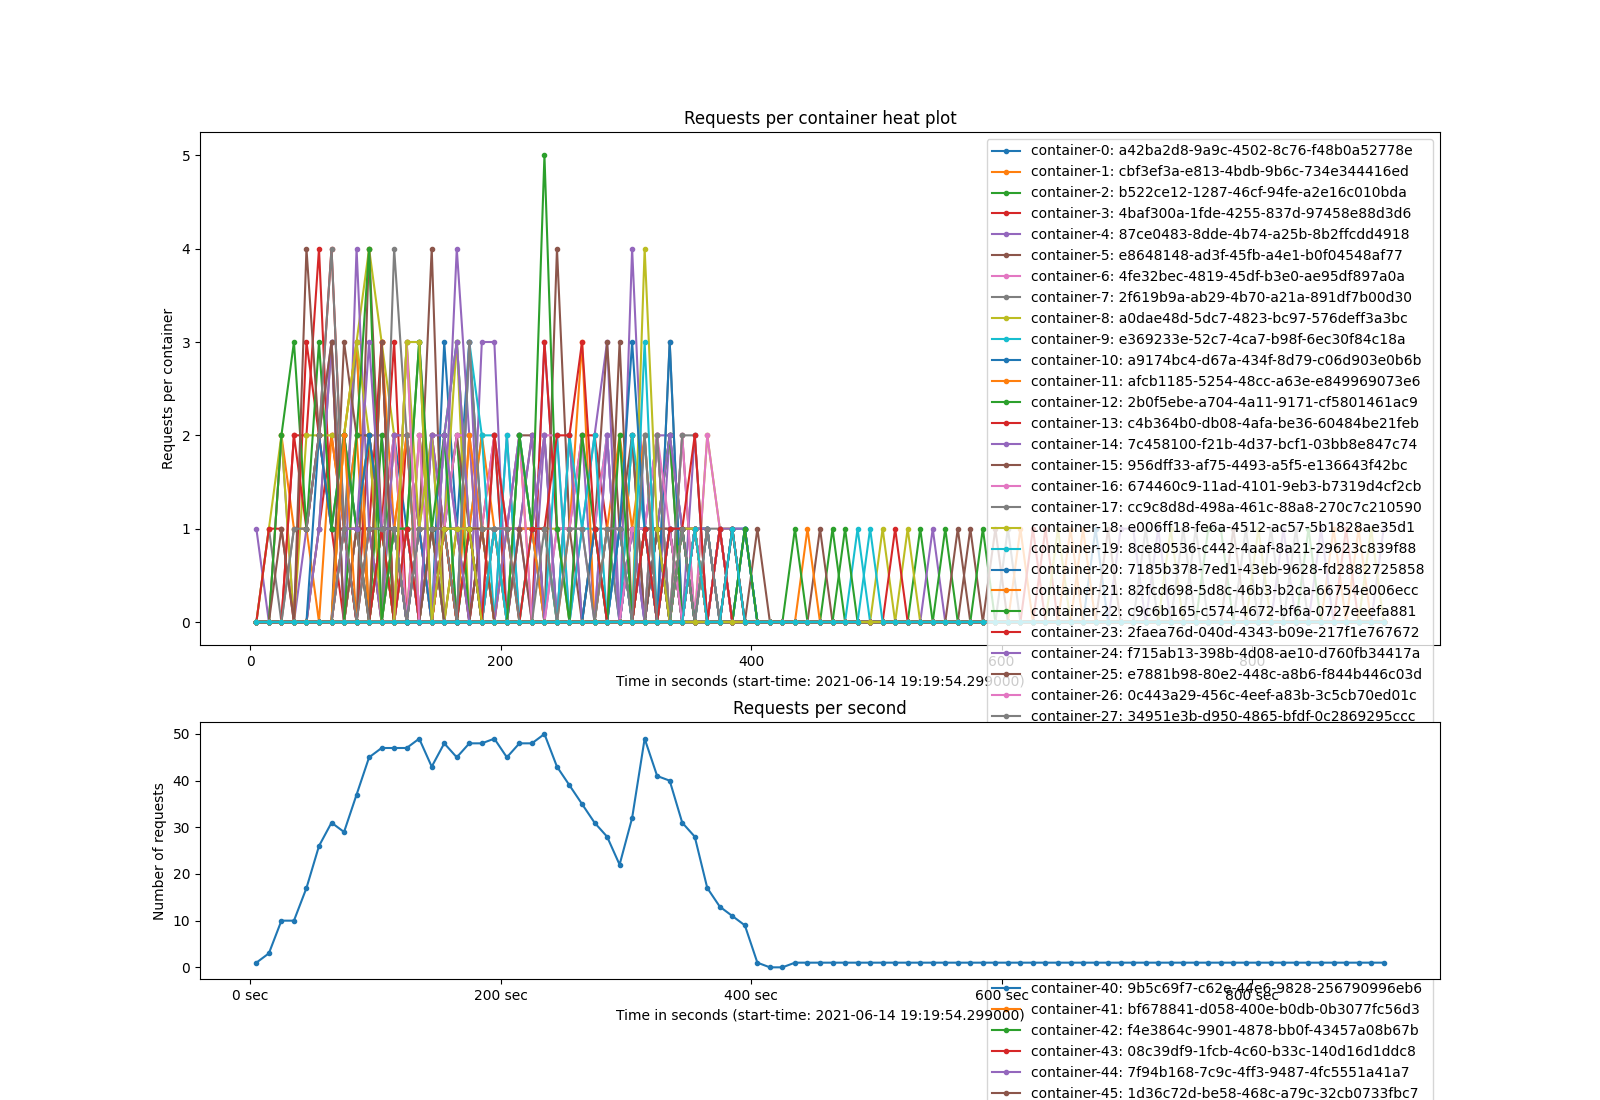 Requests per container heat plot
Requests per container
5
4
3
2
1
0
container-0: a42ba2d8-9a9c-4502-8c76-f48b0a52778e
container-1: cbf3ef3a-e813-4bdb-9b6c-734e344416ed
container-2: b522ce12-1287-46cf-94fe-a2e16c010bda
container-3: 4baf300a-1fde-4255-837d-97458e88d3d6
container-4: 87ce0483-8dde-4b74-a25b-8b2ffcdd4918
container-5: e8648148-ad3f-45fb-a4e1-b0f04548af77
container-6: 4fe32bec-4819-45df-b3e0-ae95df897a0a
container-7: 2f619b9a-ab29-4b70-a21a-891df7b00d30
container-8: a0dae48d-5dc7-4823-bc97-576deff3a3bc
container-9: e369233e-52c7-4ca7-b98f-6ec30f84c18a
container-10: a9174bc4-d67a-434f-8d79-c06d903e0b6b
container-11: afcb1185-5254-48cc-a63e-e849969073e6
container-12: 2b0f5ebe-a704-4a11-9171-cf5801461ac9
container-13: c4b364b0-db08-4afa-be36-60484be21feb
container-14: 7c458100-f21b-4d37-bcf1-03bb8e847c74
container-15: 956dff33-af75-4493-a5f5-e136643f42bc
container-16: 674460c9-11ad-4101-9eb3-b7319d4cf2cb
container-17: cc9c8d8d-498a-461c-88a8-270c7c210590
container-18: e006ff18-fe6a-4512-ac57-5b1828ae35d1
container-19: 8ce80536-c442-4aaf-8a21-29623c839f88
container-20: 7185b378-7ed1-43eb-9628-fd2882725858
container-21: 82fcd698-5d8c-46b3-b2ca-66754e006ecc
container-22: c9c6b165-c574-4672-bf6a-0727eeefa881
container-23: 2faea76d-040d-4343-b09e-217f1e767672
container-24: f715ab13-398b-4d08-ae10-d760fb34417a
container-25: e7881b98-80e2-448c-a8b6-f844b446c03d
container-26: 0c443a29-456c-4eef-a83b-3c5cb70ed01c
container-27: 34951e3b-d950-4865-bfdf-0c2869295ccc
0 200 400 600 800
Time in seconds (start-time: 2021-06-14 19:19:54.299000)
Requests per second
Number of requests
50
40
30
20
10
0
0 sec 200 sec 400 sec 600 sec 800 sec
Time in seconds (start-time: 2021-06-14 19:19:54.299000)
container-40: 9b5c69f7-c62e-44e6-9828-256790996eb6
container-41: bf678841-d058-400e-b0db-0b3077fc56d3
container-42: f4e3864c-9901-4878-bb0f-43457a08b67b
container-43: 08c39df9-1fcb-4c60-b33c-140d16d1ddc8
container-44: 7f94b168-7c9c-4ff3-9487-4fc5551a41a7
container-45: 1d36c72d-be58-468c-a79c-32cb0733fbc7